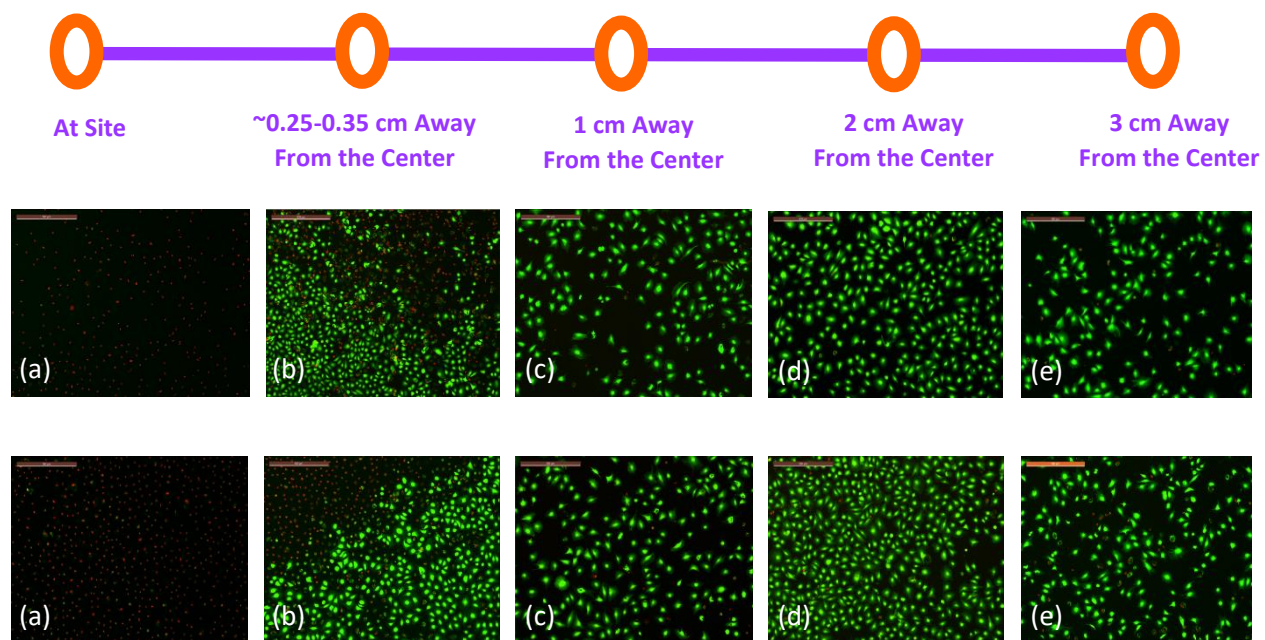 At Site
~0.25-0.35 cm Away
From the Center
1 cm Away
From the Center
2 cm Away
From the Center
3 cm Away
From the Center
(a)
(b)
(c)
(d)
(e)
(a)
(b)
(c)
(d)
(e)